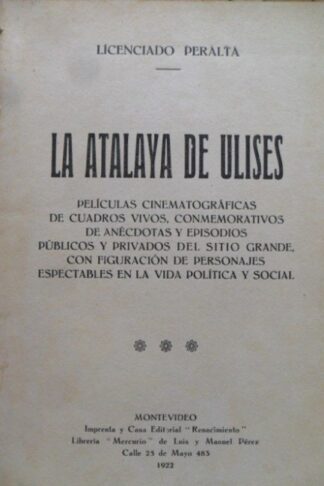 LICENCIADO PERALTA
LA ATALAYA DE ULISES
PELÍCULAS CINEMATOGRÁFICAS
DE CUADROS VIVOS, CONMEMORATIVOS
DE ANÉCDOTAS Y EPISODIOS
PÚBLICOS Y PRIVADOS DEL SITIO GRANDE,
CON FIGURACIÓN DE PERSONAJES
ESPECTABLES EN LA VIDA POLÍTICA Y SOCIAL
MONTEVIDEO
Imprenta y Casa Editorial "Renacimiento"
Librería "Mercurio" de Luis y Manuel Pérez
Calle 25 de Mayo 483
1922